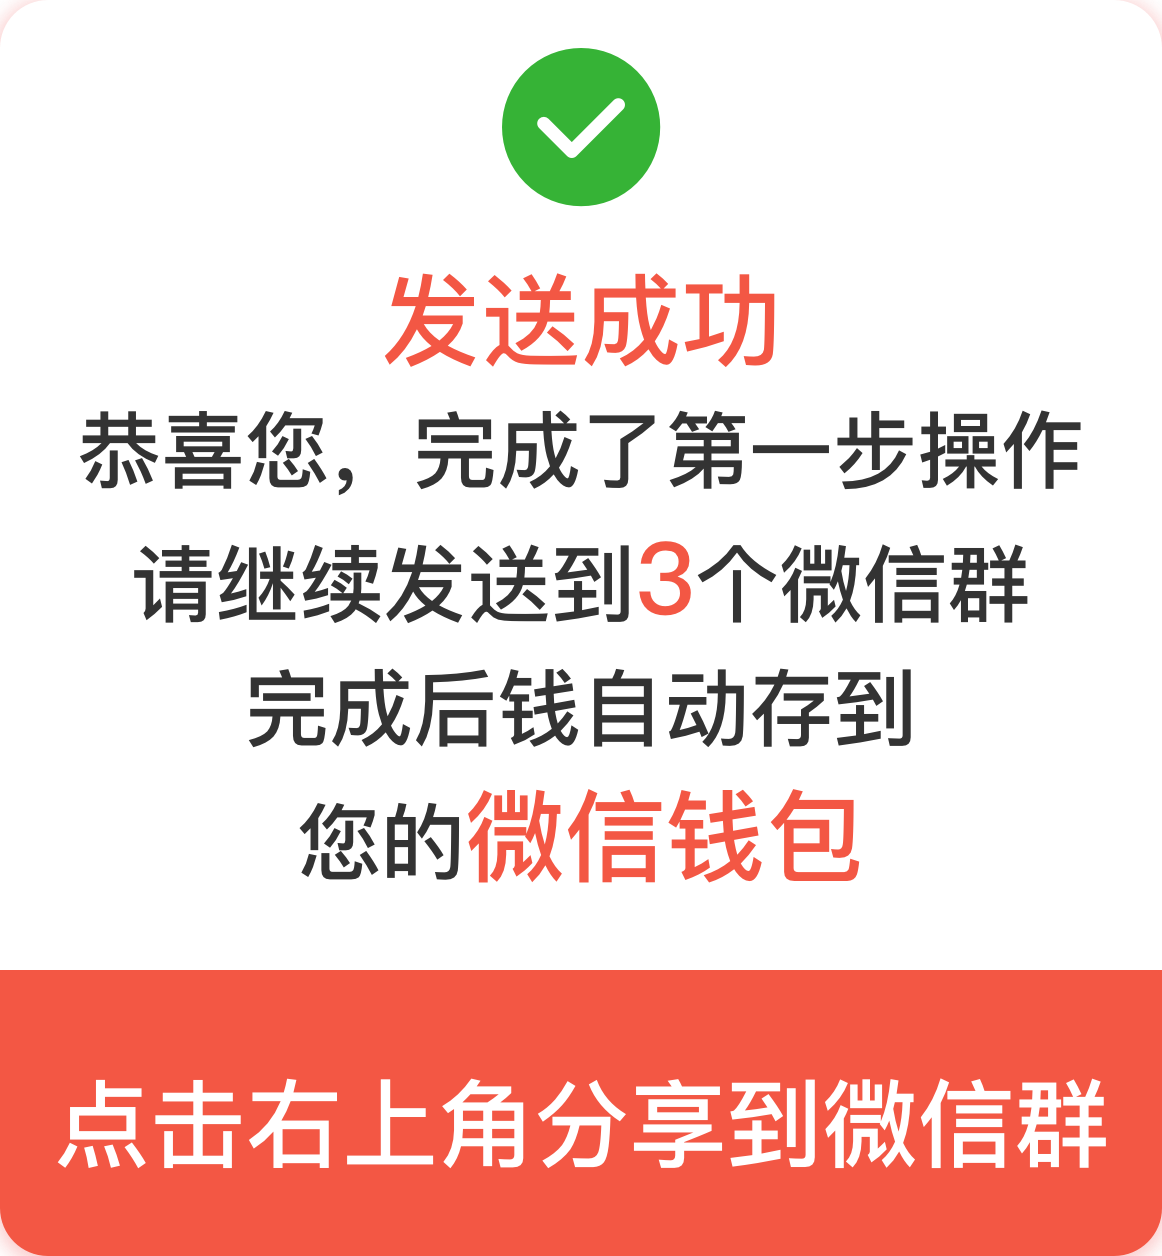 发送成功
恭喜您，完成了第一步操作
请继续发送到3个微信群
完成后钱自动存到
您的微信钱包
点击右上角分享到微信群